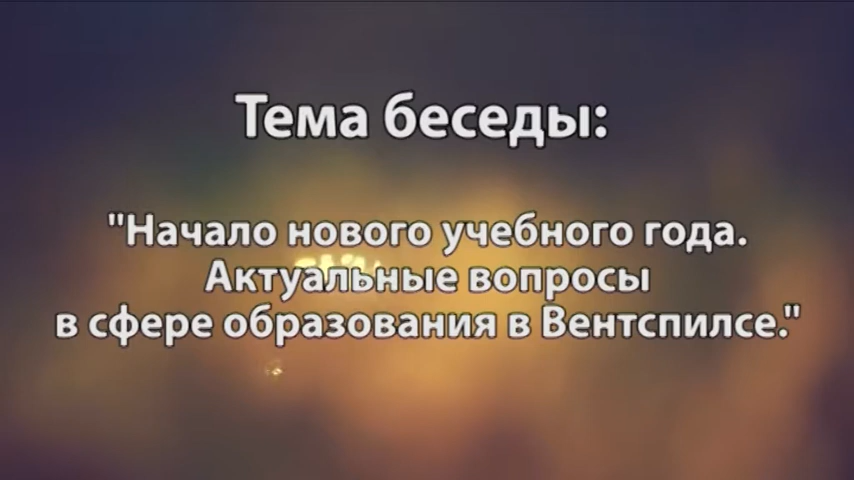 Тема беседы:
"Начало нового учебного года.
Актуальные вопросы
в сфере образования в Вентспилсе."